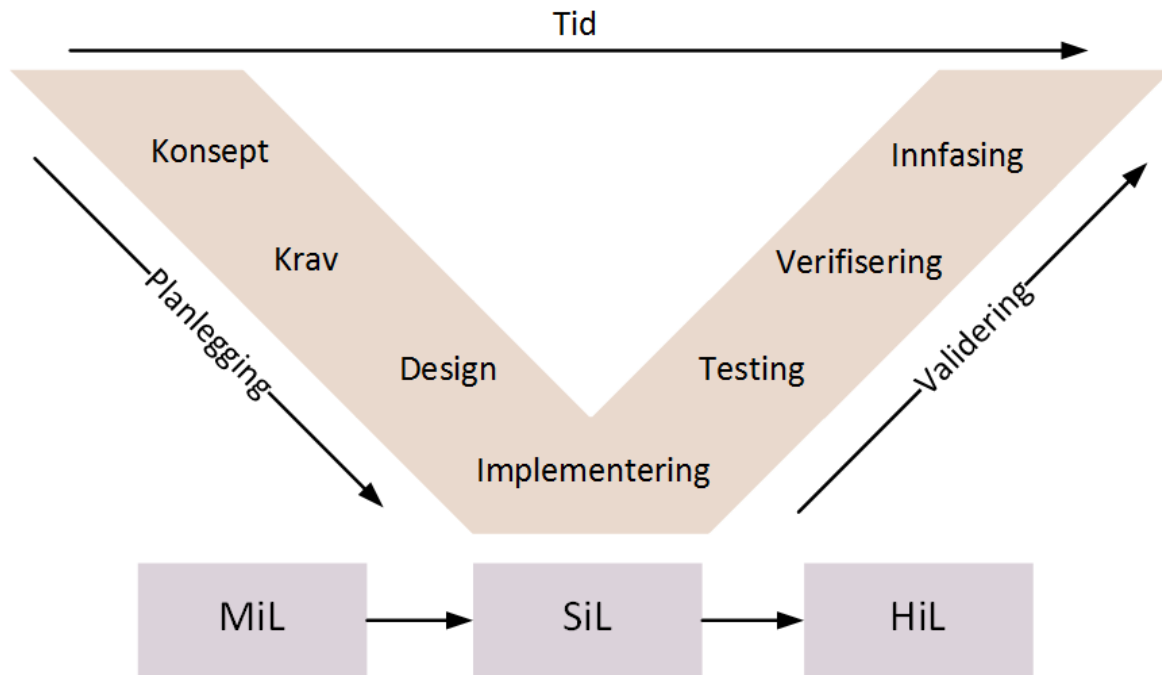 Tid
Konsept
Innfasing
Krav
Verifisering
Planlegging
Validering
Design
Testing
Implementering
MiL
SiL
HiL